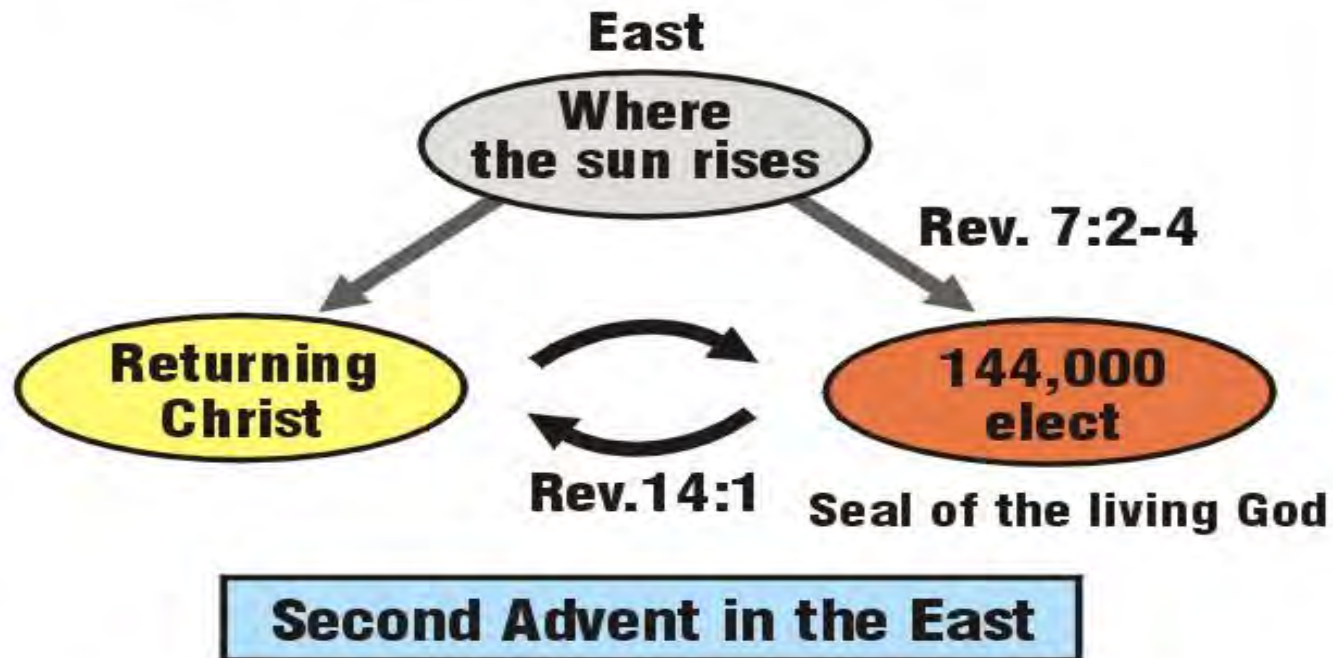 East
Where
the sun rises
Rev. 7:2-4
Returning
Christ
144,000
elect
Rev.14:1
Seal of the living God
Second Advent in the East